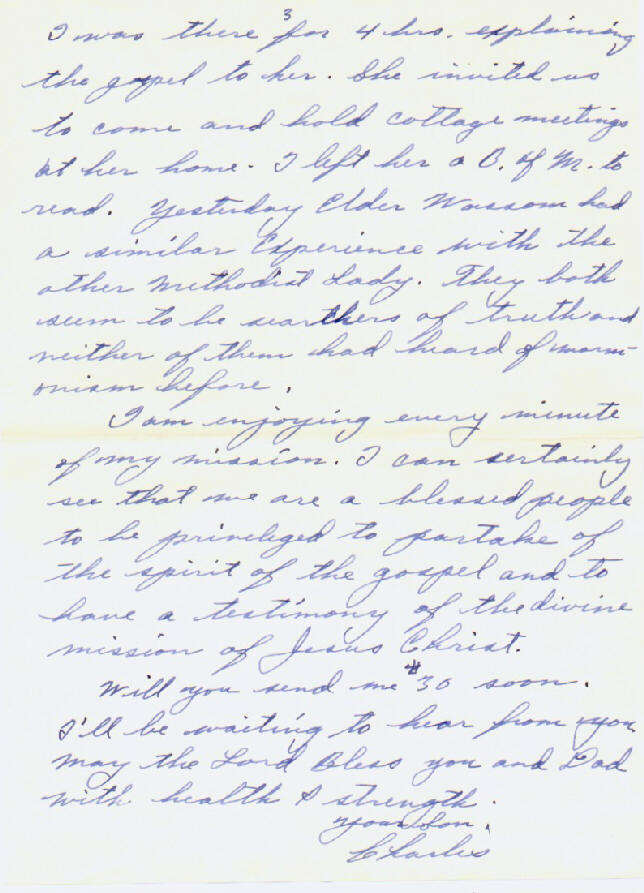 3
I was there for 4 hrs. explaining
the gospel to her. She invited us
to come and hold cottage meetings
at her home. I left her a B. of M. to
read. Yesterday Elder Wassom had
a similar Experience with the
other Methodist Lady. They both
seem to be searchers of truth and
neither of them had heard of morm-
onism before.
I am enjoying every minute
of my mission. I can sertainly
see that we are a blessed people
to be privileged to partake of
the spirit of the gospel and to
have a testimony of the divine
mission of Jesus Christ.
Will you send me $30 soon.
I'll be waiting to hear from you.
May the Lord Bless you and Dad
with health & strength.
Your Son,
Charles